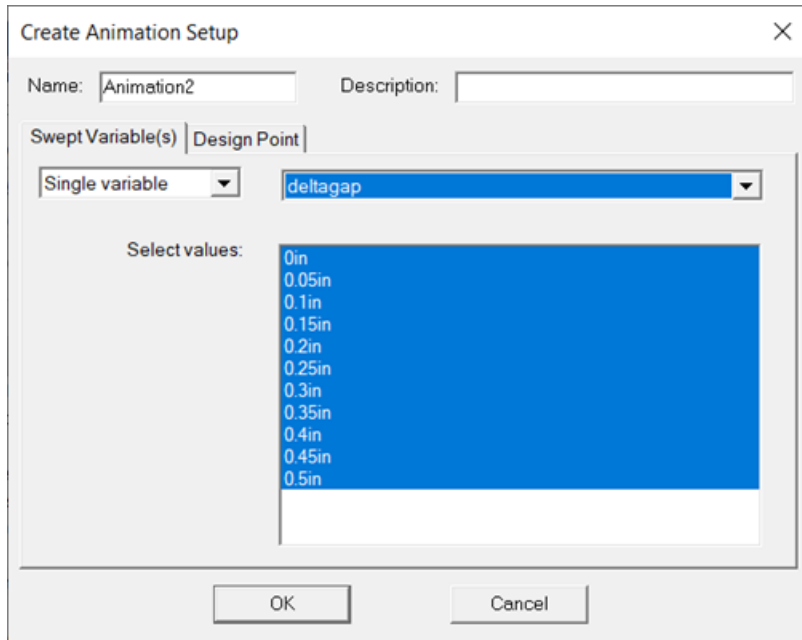 Create Animation Setup
Name: Animation2 Description:
Swept Variable(s) Design Point
Single variable deltagap
Select values:
0in
0.05in
0.1in
0.15in
0.2in
0.25in
0.3in
0.35in
0.4in
0.45in
0.5in
OK Cancel